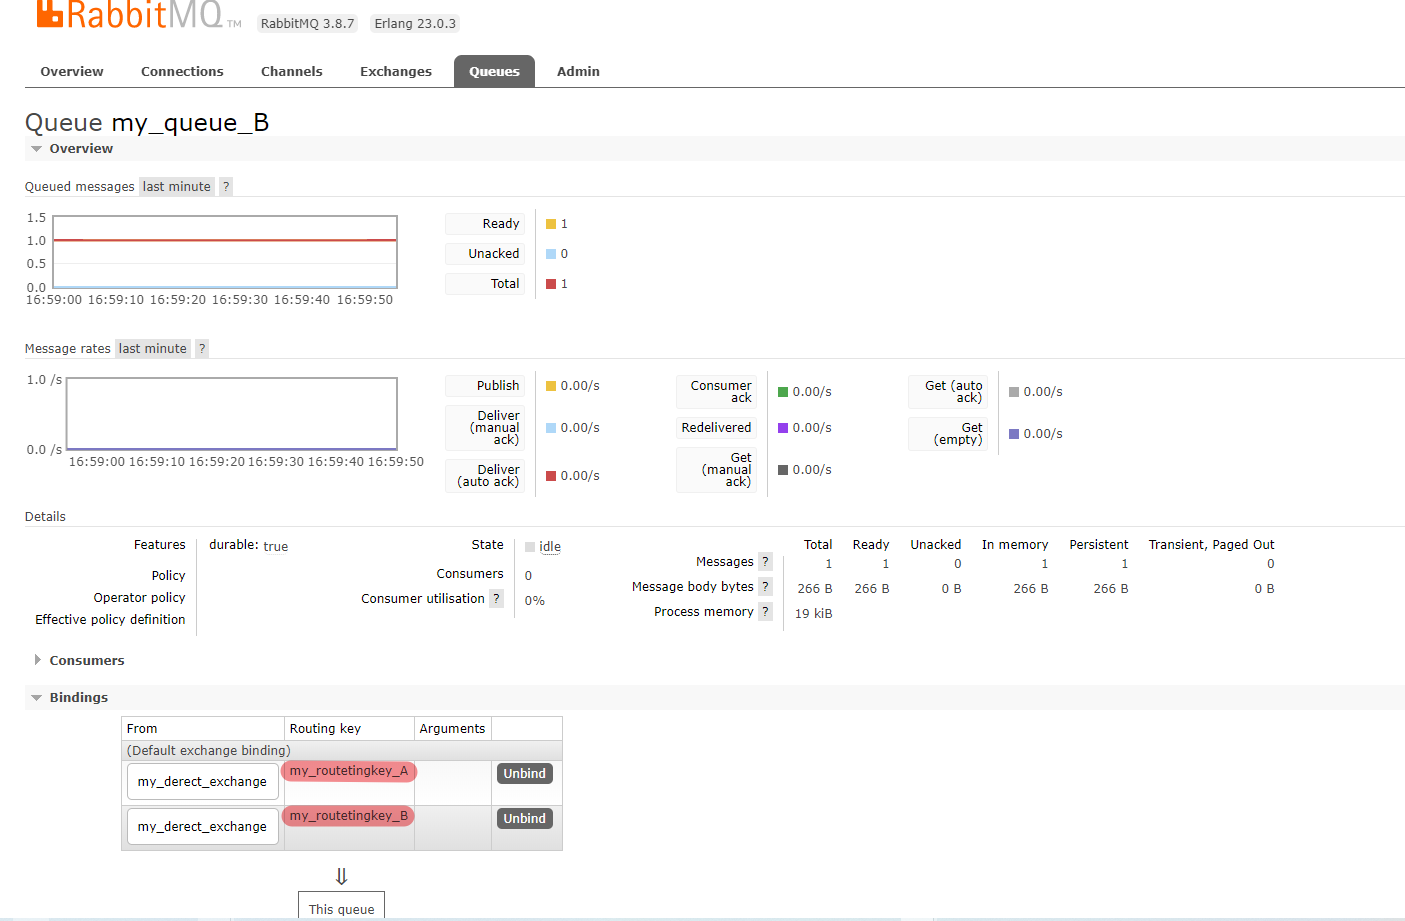 RabbitMQ TM RabbitMQ 3.8.7 Erlang 23.0.3
Overview Connections Channels Exchanges Queues Admin
Queue my_queue_B
Overview
Queued messages last minute ?
1.5
1.0
0.5
0.0
16:59:00 16:59:10 16:59:20 16:59:30 16:59:40 16:59:50
Ready 1
Unacked 0
Total 1
Message rates last minute ?
1.0 /s
0.0 /s
16:59:00 16:59:10 16:59:20 16:59:30 16:59:40 16:59:50
Publish 0.00/s
Deliver
(manual
ack) 0.00/s
Deliver
(auto ack) 0.00/s
Consumer
ack 0.00/s
Redelivered 0.00/s
Get
(manual
ack) 0.00/s
Get (auto
ack) 0.00/s
Get
(empty) 0.00/s
Details
Features durable: true
Policy
Operator policy
Effective policy definition
State idle
Consumers 0
Consumer utilisation ? 0%
Total Ready Unacked In memory Persistent Transient, Paged Out
Messages ? 1 1 0 1 1 0
Message body bytes ? 266 B 266 B 0 B 266 B 266 B 0 B
Process memory ? 19 kiB
Consumers
Bindings
From Routing key Arguments
(Default exchange binding)
my_derect_exchange my_routetingkey_A Unbind
my_derect_exchange my_routetingkey_B Unbind
⇓
This queue